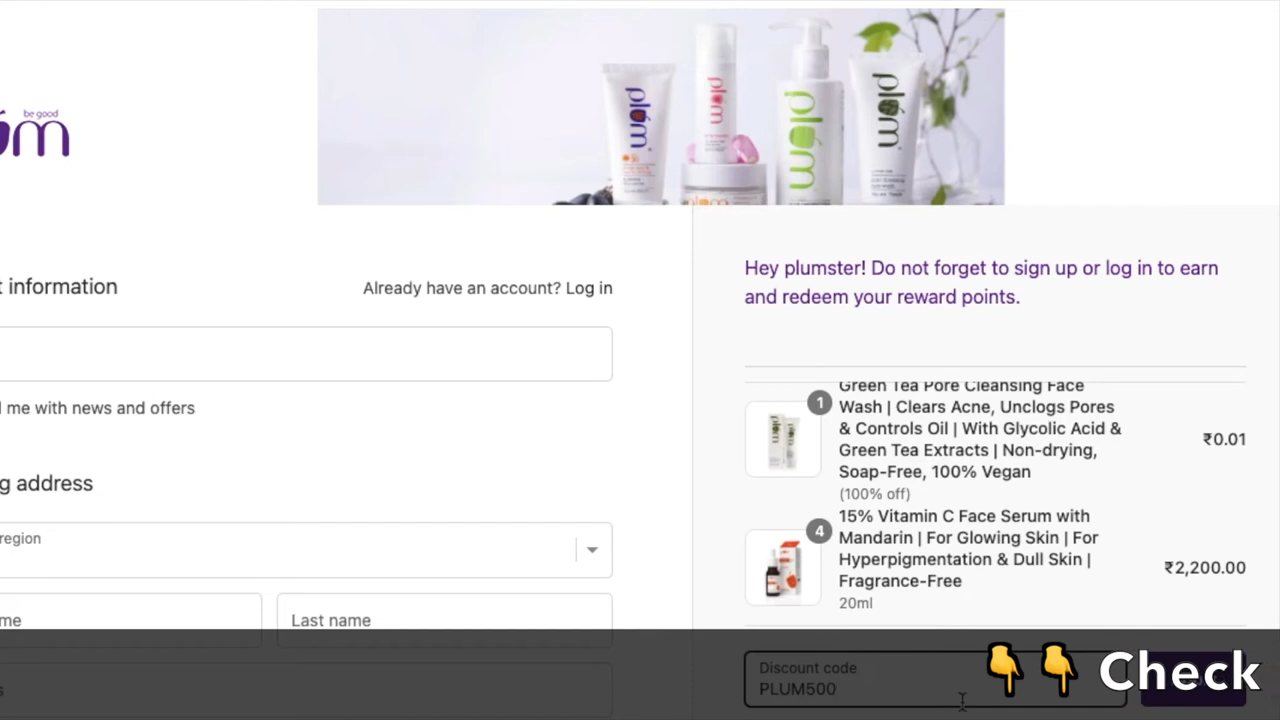 be good
plum
plum
plum
plum
t information
Already have an account? Log in
Hey plumster! Do not forget to sign up or log in to earn
and redeem your reward points.
l me with news and offers
Green Tea Pore Cleansing Face
Wash | Clears Acne, Unclogs Pores
& Controls Oil | With Glycolic Acid &
Green Tea Extracts | Non-drying,
Soap-Free, 100% Vegan
(100% off)
1
₹0.01
g address
region
15% Vitamin C Face Serum with
Mandarin | For Glowing Skin | For
Hyperpigmentation & Dull Skin |
Fragrance-Free
20ml
4
₹2,200.00
me
Last name
s
Discount code
PLUM500
👇👇 Check